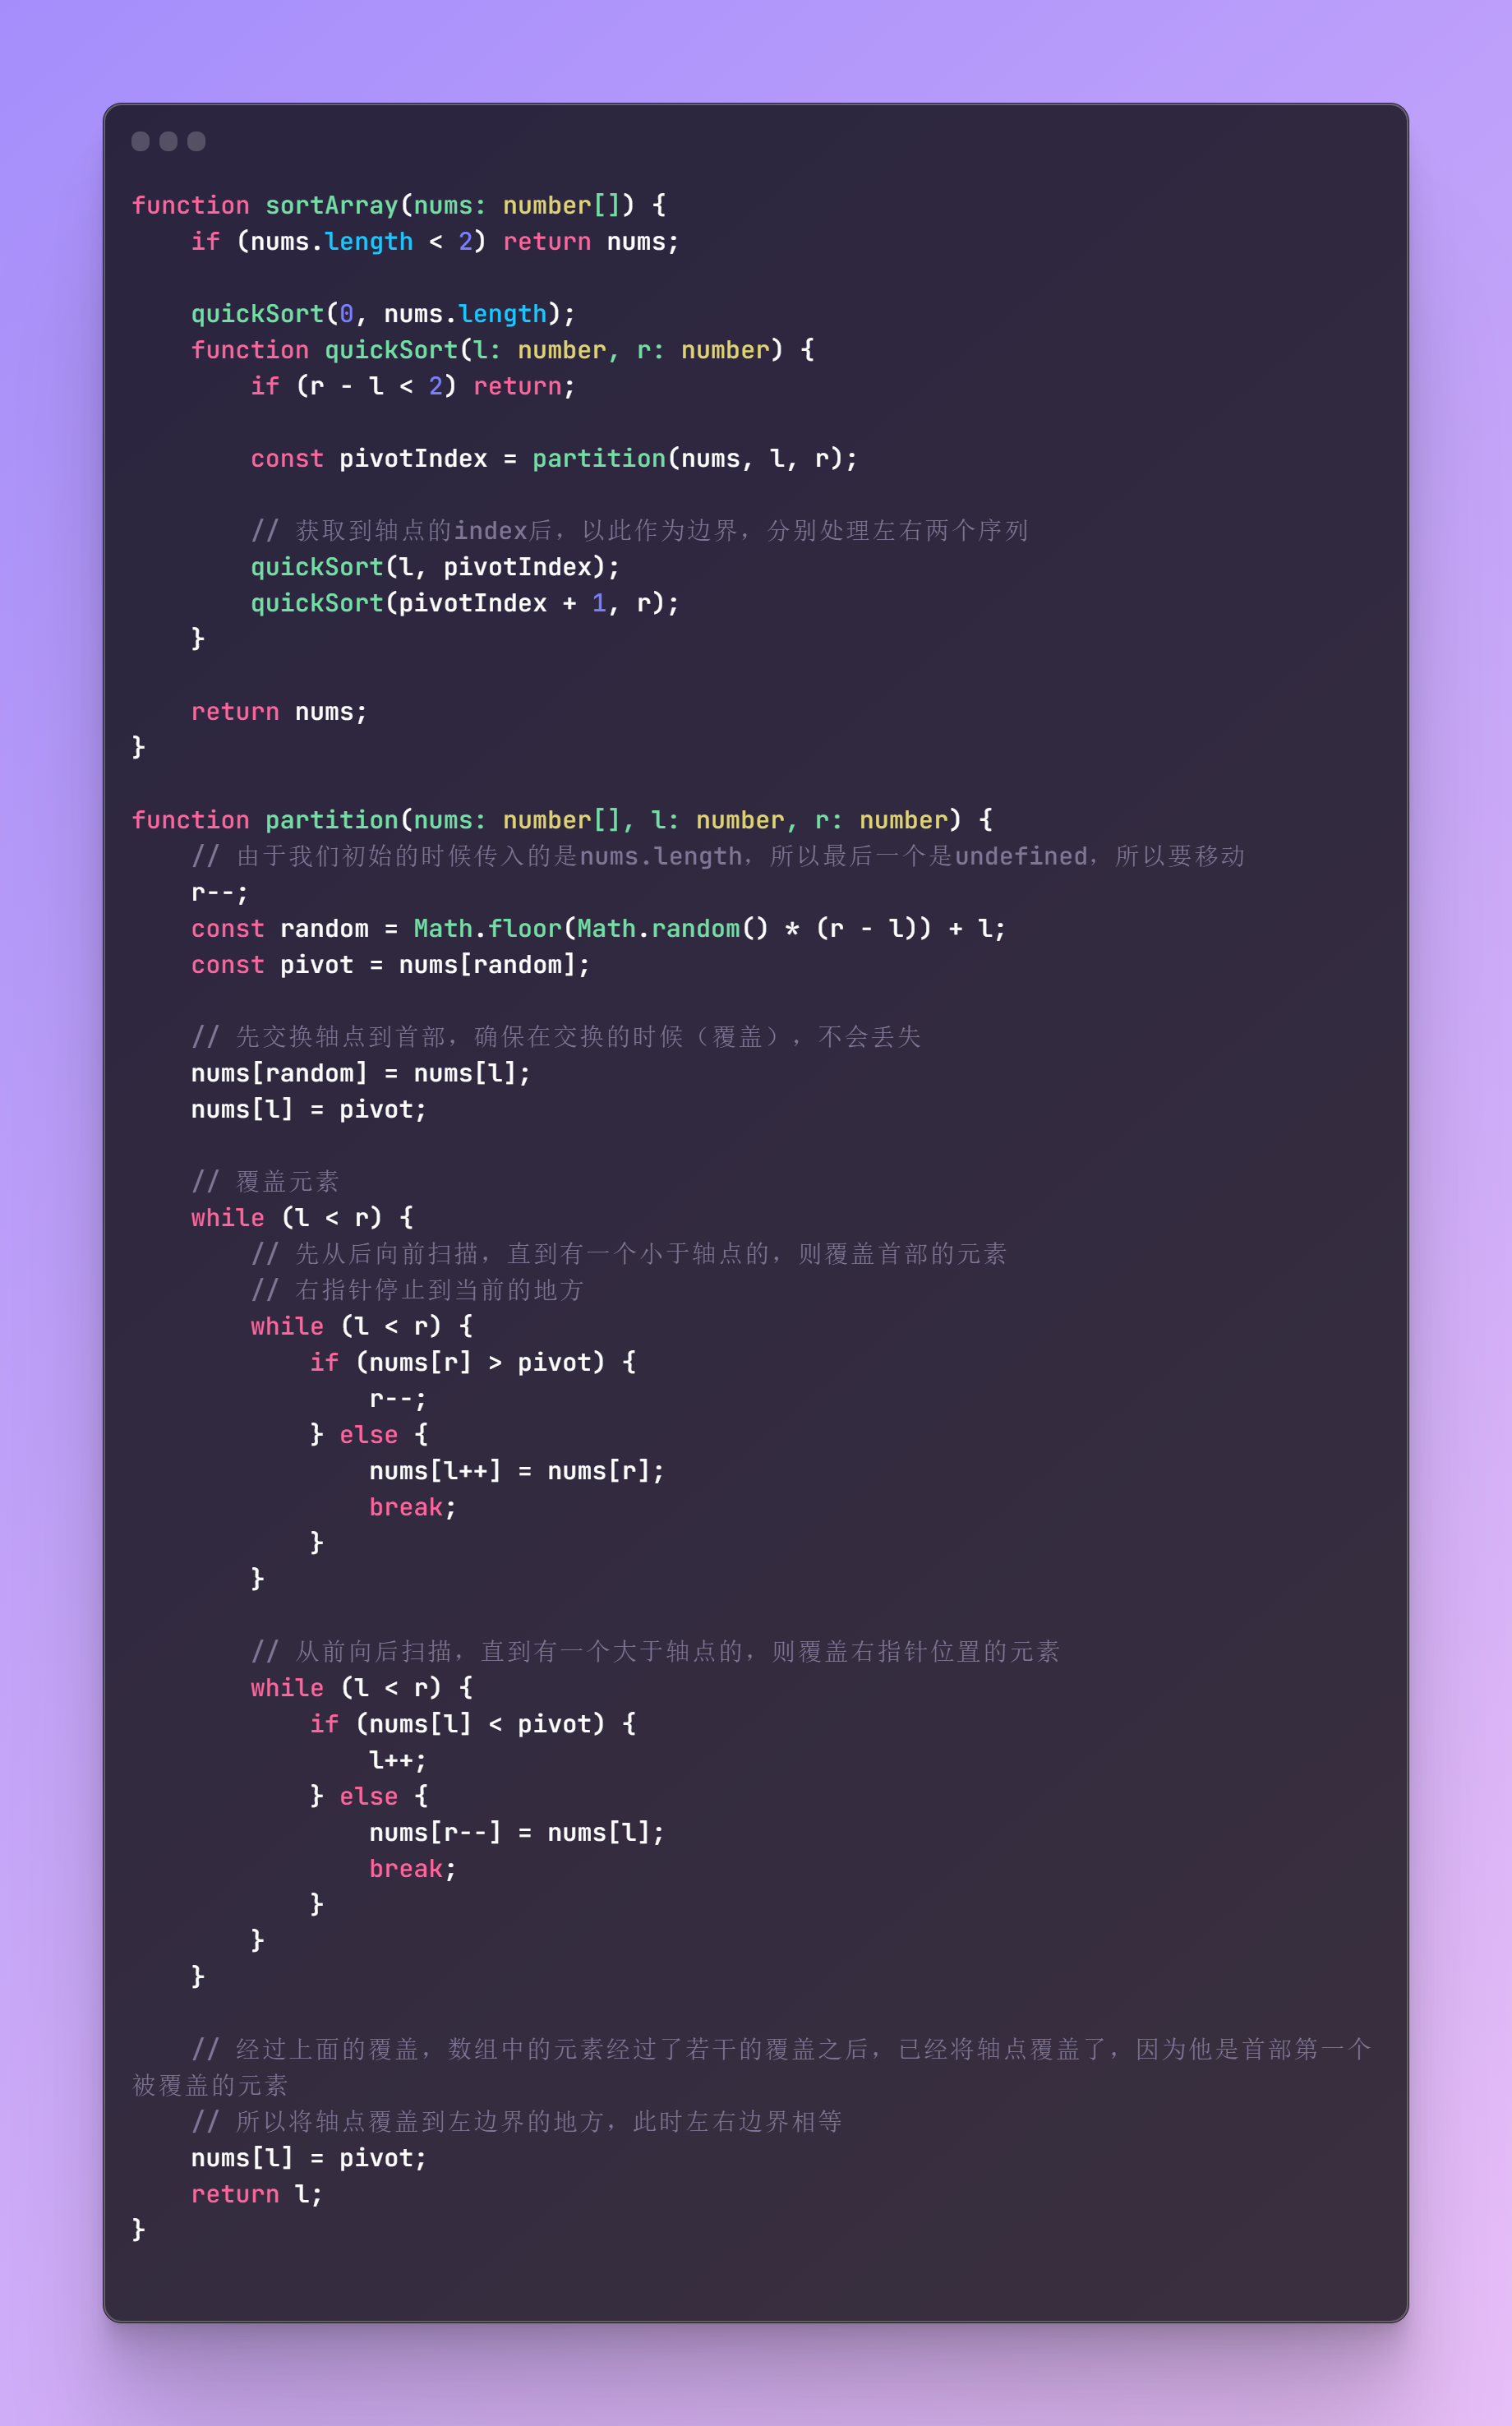 function sortArray(nums: number[]) {
    if (nums.length < 2) return nums;

    quickSort(0, nums.length);
    function quickSort(l: number, r: number) {
        if (r - l < 2) return;

        const pivotIndex = partition(nums, l, r);

        // 获取到轴点的index后，以此作为边界，分别处理左右两个序列
        quickSort(l, pivotIndex);
        quickSort(pivotIndex + 1, r);
    }

    return nums;
}

function partition(nums: number[], l: number, r: number) {
    // 由于我们初始的时候传入的是nums.length，所以最后一个是undefined，所以要移动
    r--;
    const random = Math.floor(Math.random() * (r - l)) + l;
    const pivot = nums[random];

    // 先交换轴点到首部，确保在交换的时候（覆盖），不会丢失
    nums[random] = nums[l];
    nums[l] = pivot;

    // 覆盖元素
    while (l < r) {
        // 先从后向前扫描，直到有一个小于轴点的，则覆盖首部的元素
        // 右指针停止到当前的地方
        while (l < r) {
            if (nums[r] > pivot) {
                r--;
            } else {
                nums[l++] = nums[r];
                break;
            }
        }

        // 从前向后扫描，直到有一个大于轴点的，则覆盖右指针位置的元素
        while (l < r) {
            if (nums[l] < pivot) {
                l++;
            } else {
                nums[r--] = nums[l];
                break;
            }
        }
    }

    // 经过上面的覆盖，数组中的元素经过了若干的覆盖之后，已经将轴点覆盖了，因为他是首部第一个
被覆盖的元素
    // 所以将轴点覆盖到左边界的地方，此时左右边界相等
    nums[l] = pivot;
    return l;
}